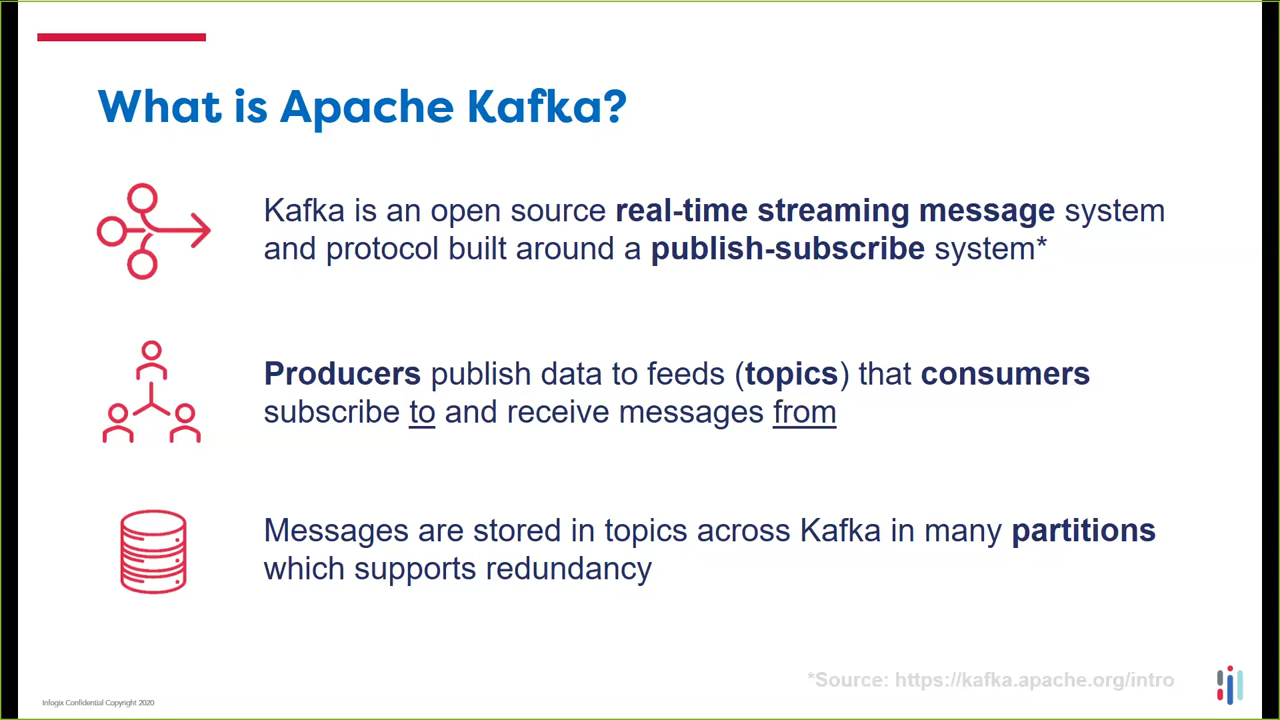 What is Apache Kafka?
Kafka is an open source real-time streaming message system
and protocol built around a publish-subscribe system*
Producers publish data to feeds (topics) that consumers
subscribe to and receive messages from
Messages are stored in topics across Kafka in many partitions
which supports redundancy
*Source: https://kafka.apache.org/intro
Infogix Confidential Copyright 2020